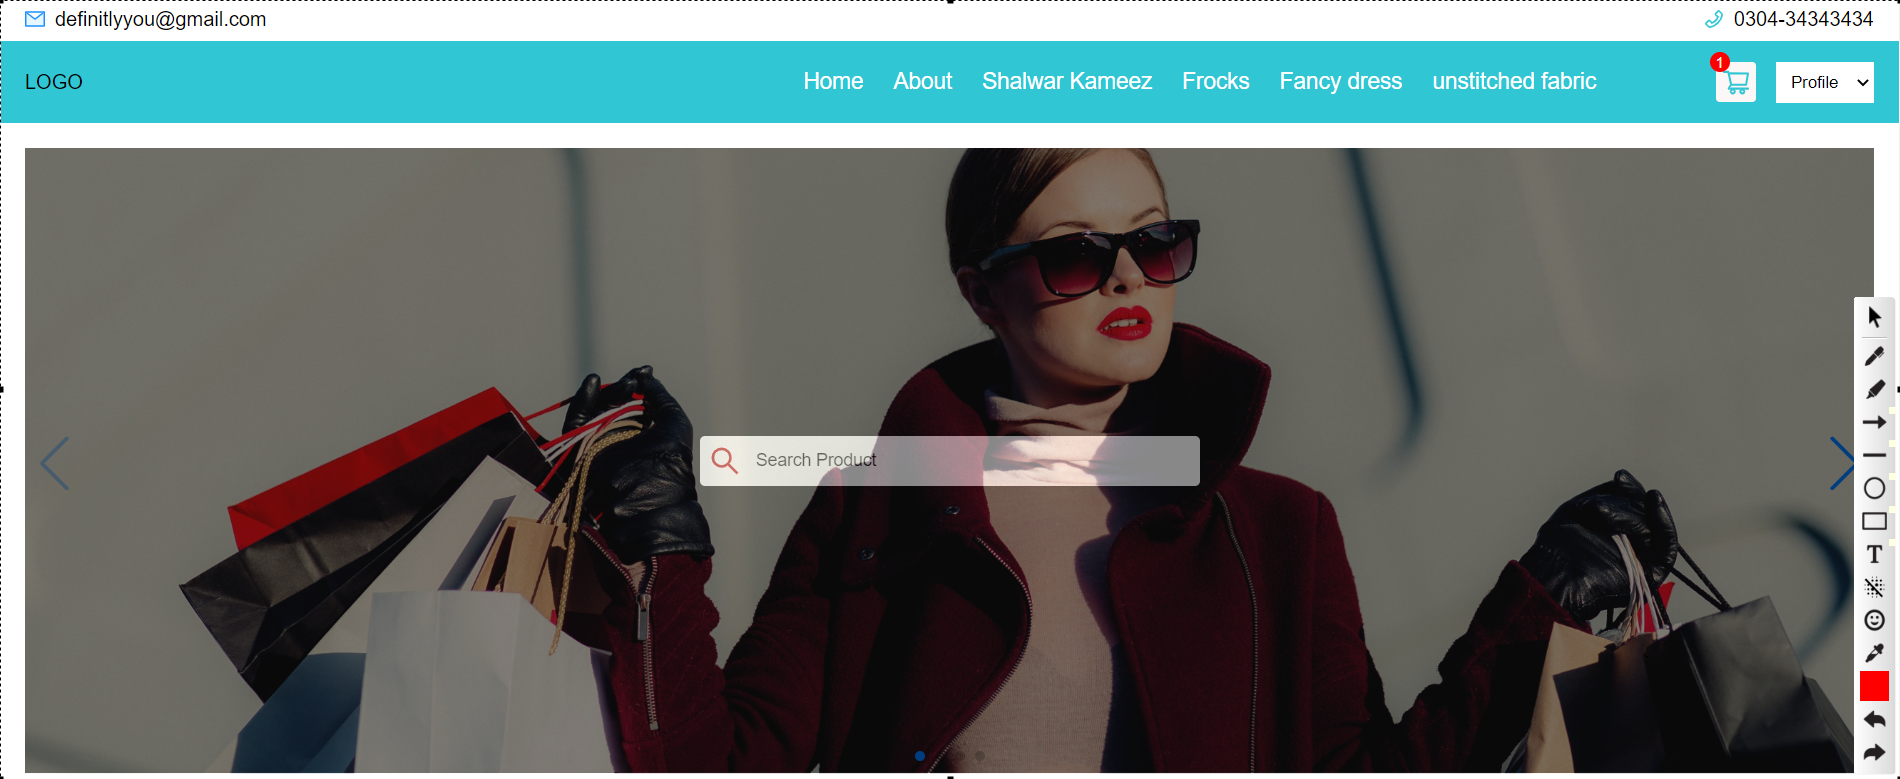 definitlyyou@gmail.com
0304-34343434
LOGO
Home
About
Shalwar Kameez
Frocks
Fancy dress
unstitched fabric
1
Profile
Search Product
T